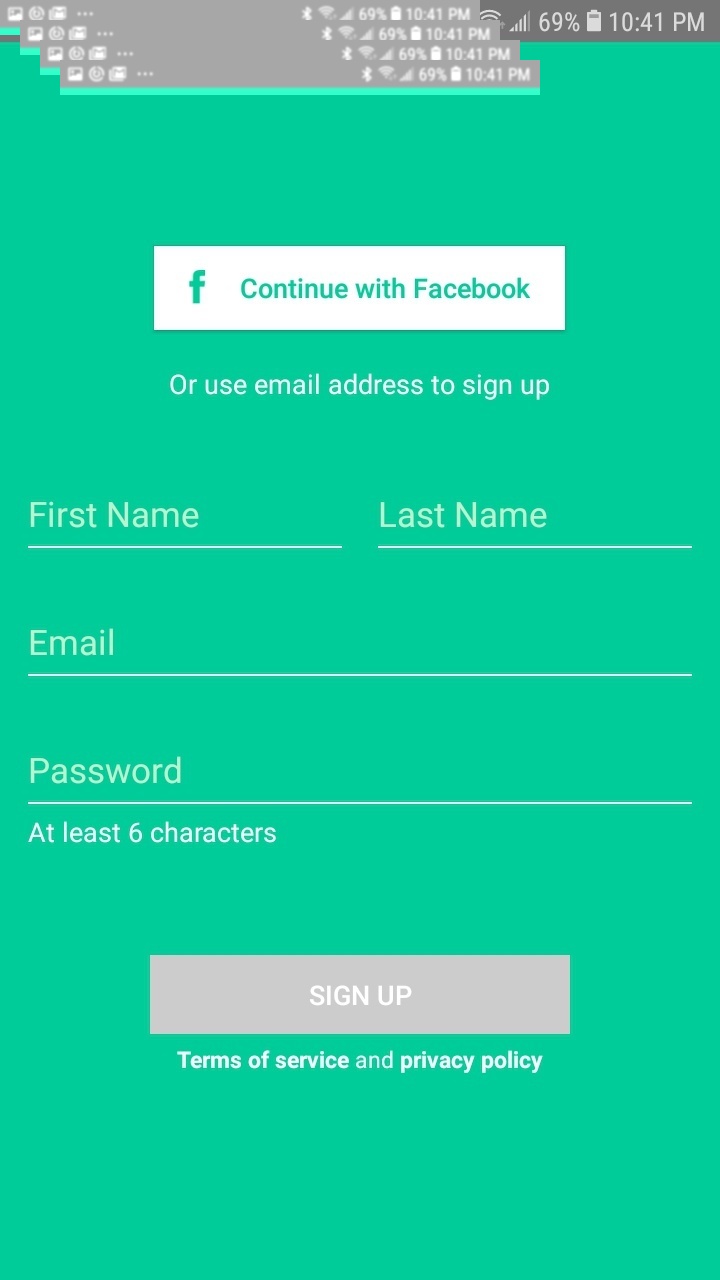 69% 10:41 PM
69% 10:41 PM
69% 10:41 PM
69% 10:41 PM
69% 10:41 PM
f Continue with Facebook
Or use email address to sign up
First Name Last Name
Email
Password
At least 6 characters
SIGN UP
Terms of service and privacy policy